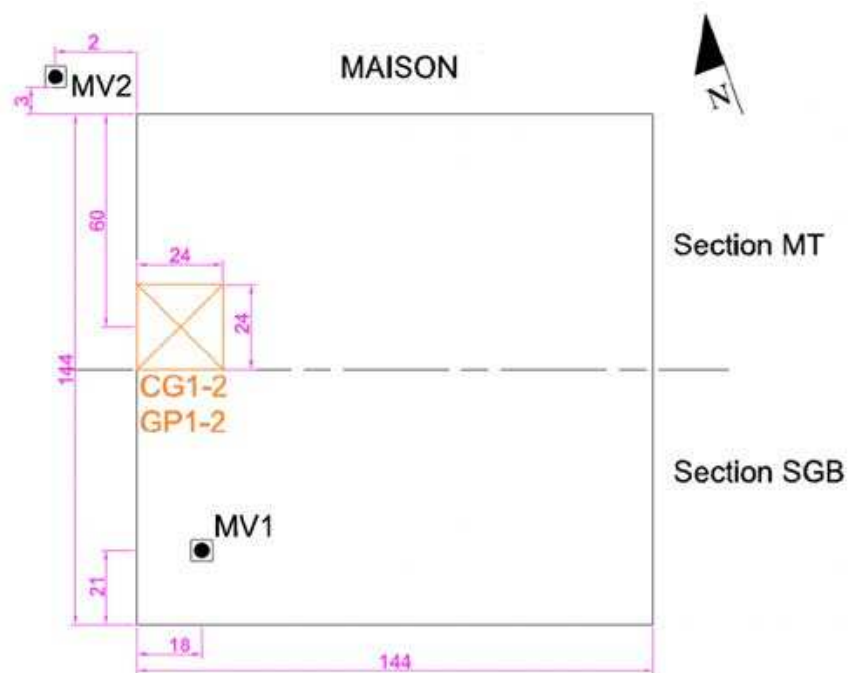 2
MAISON
MV2
3
N
60
Section MT
24
24
144
CG1-2
GP1-2
Section SGB
MV1
21
18
144